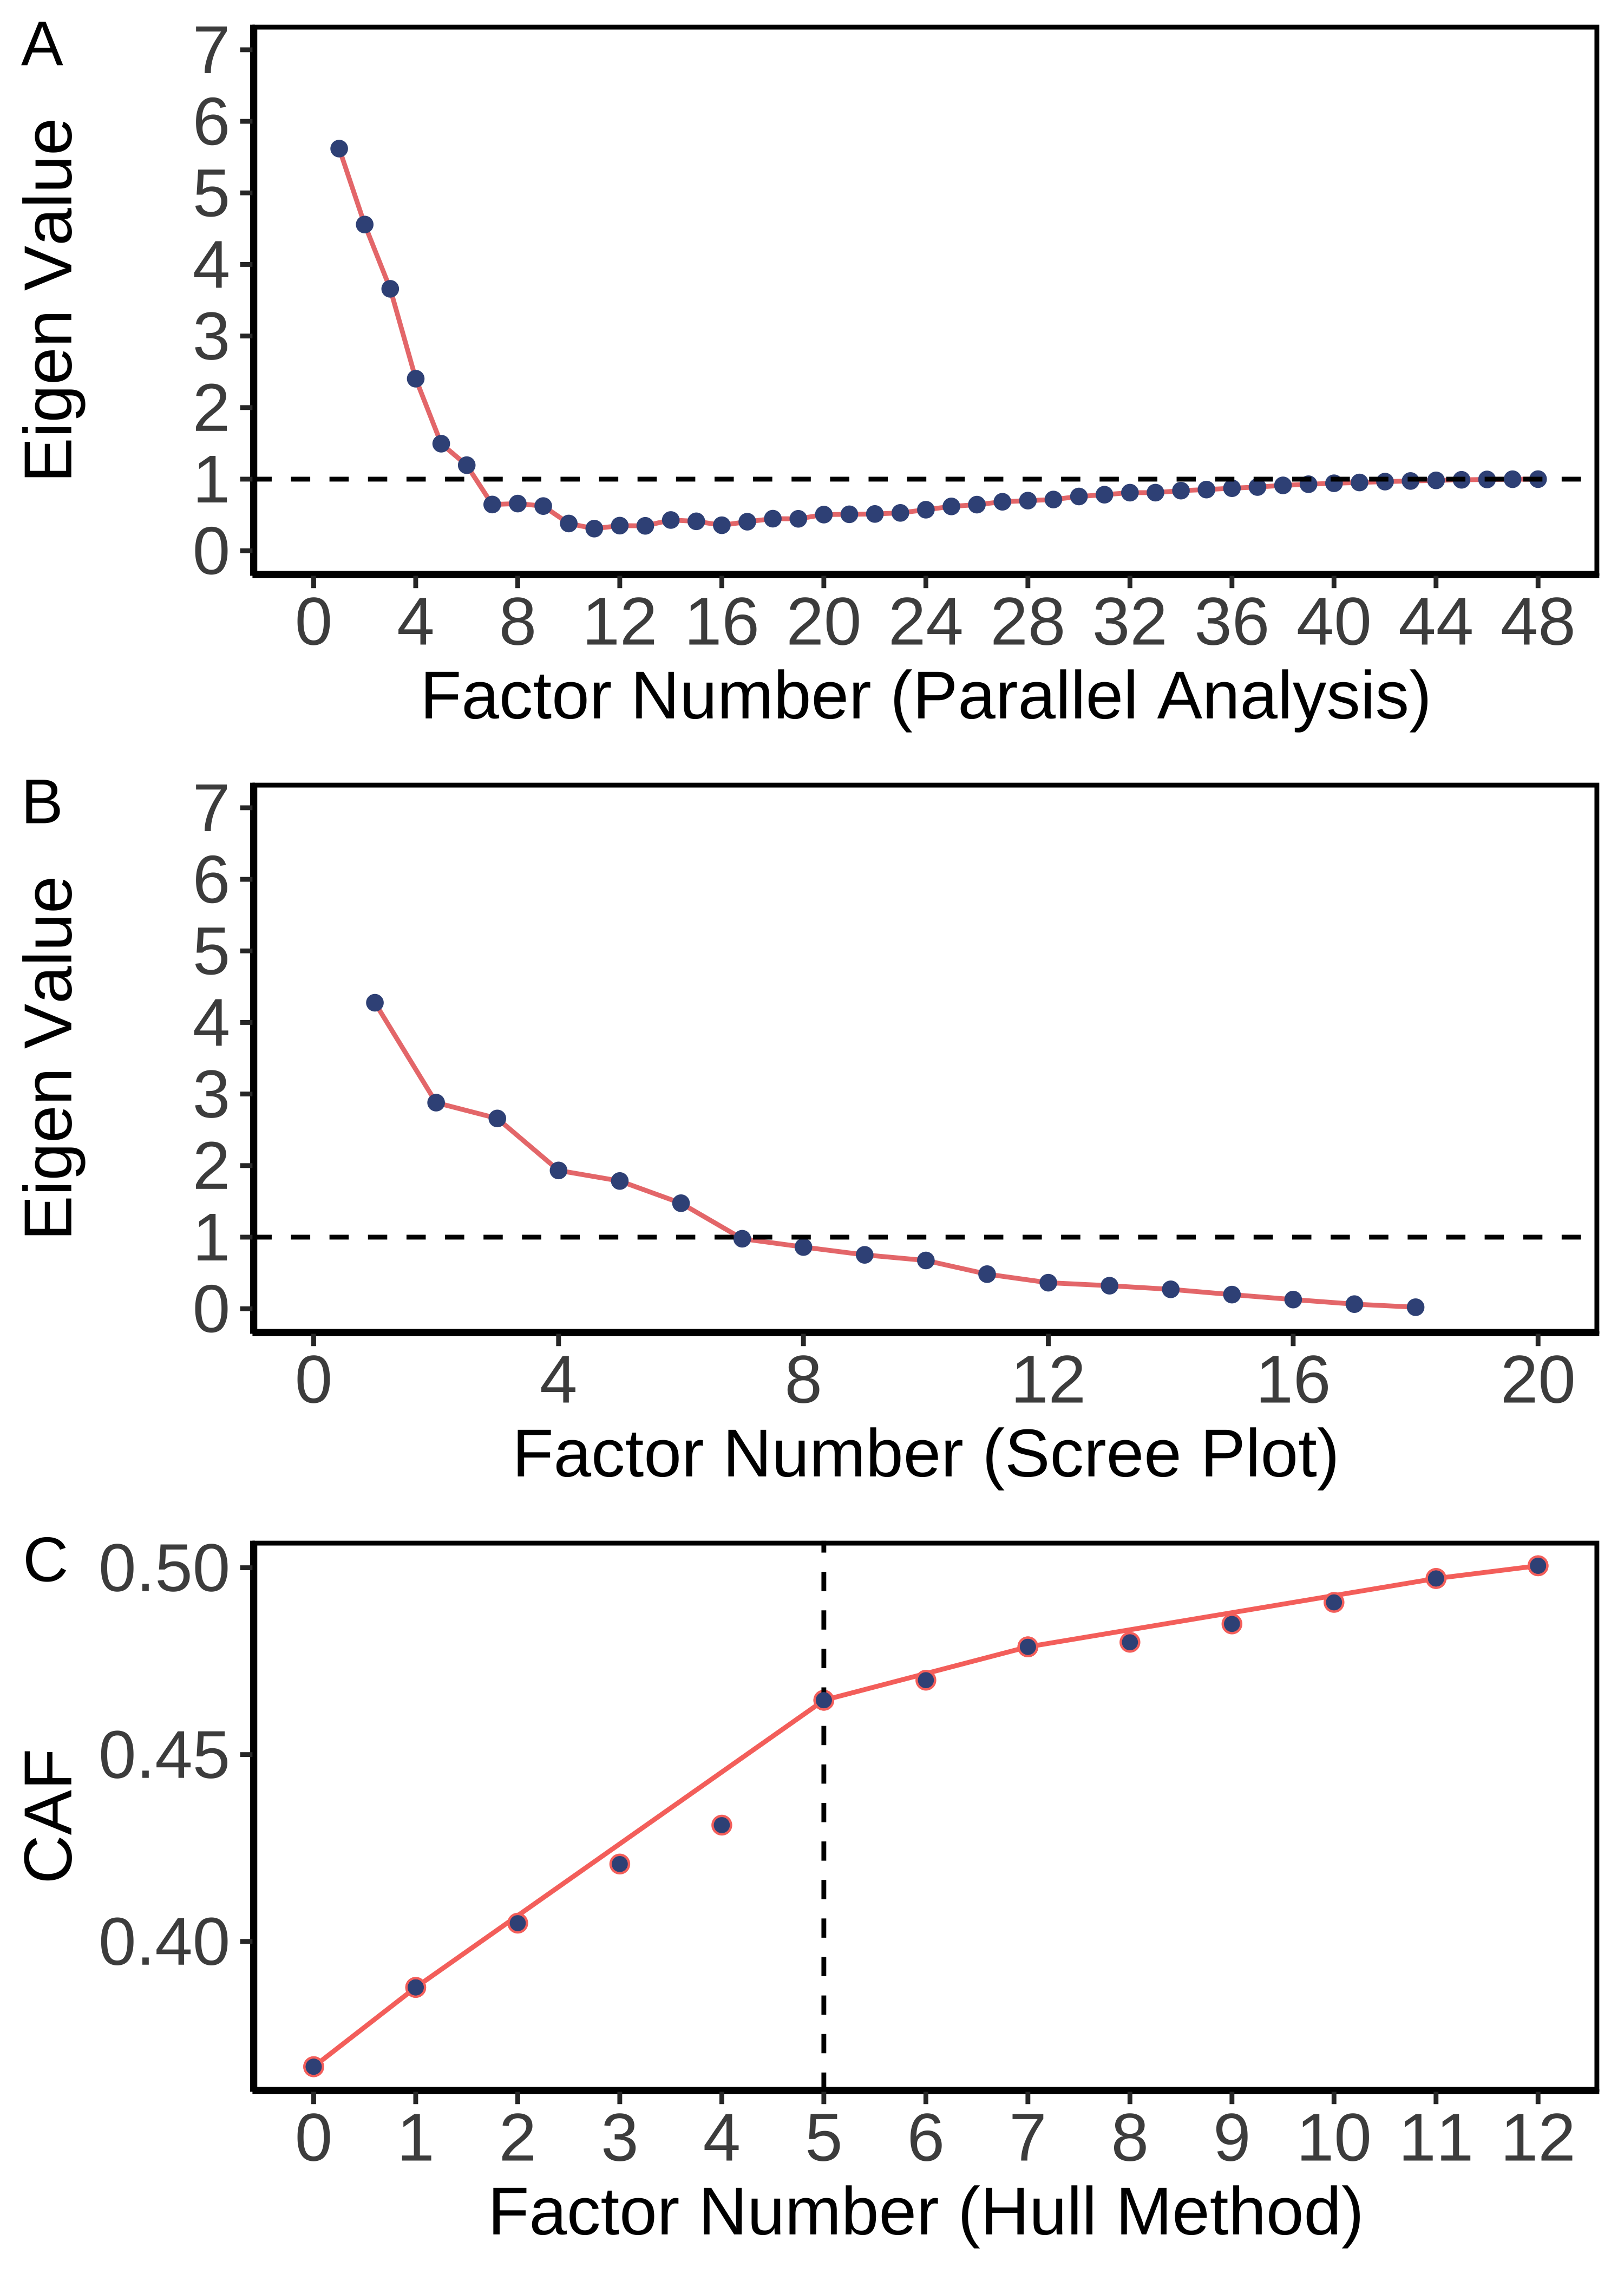 A
Eigen Value
7
6
5
4
3
2
1
0
0 4 8 12 16 20 24 28 32 36 40 44 48
Factor Number (Parallel Analysis)
B
Eigen Value
7
6
5
4
3
2
1
0
0 4 8 12 16 20
Factor Number (Scree Plot)
C
CAF
0.50
0.45
0.40
0 1 2 3 4 5 6 7 8 9 10 11 12
Factor Number (Hull Method)